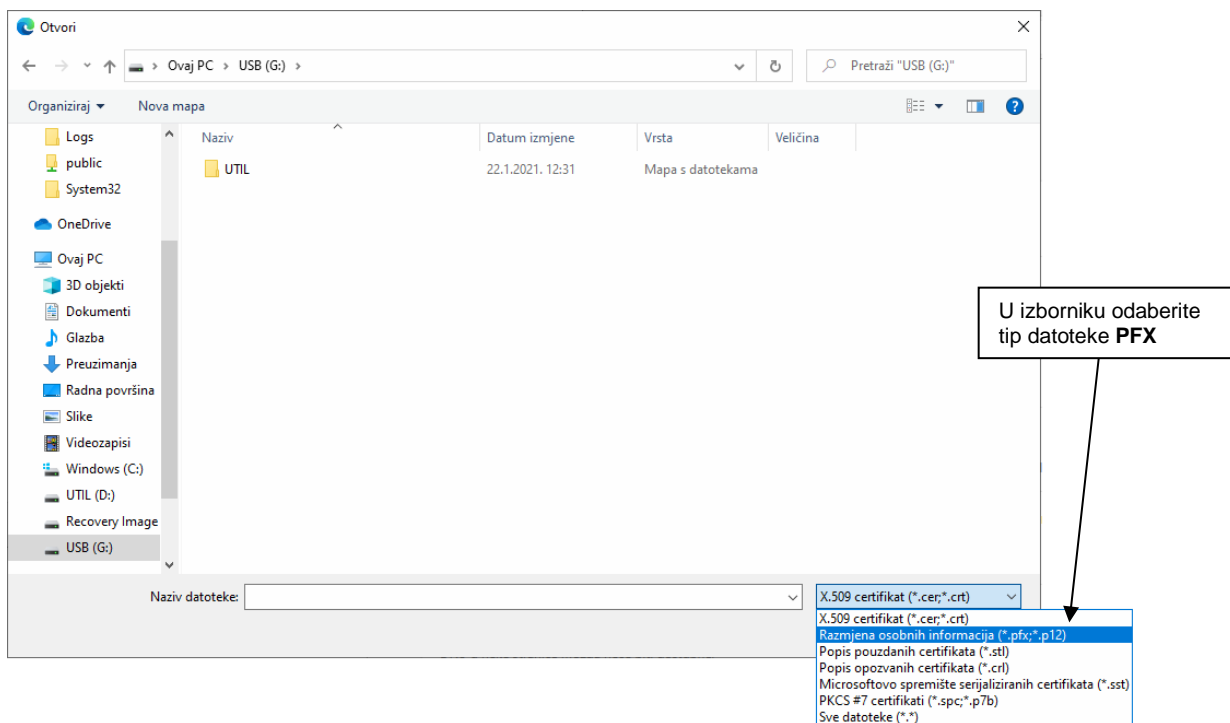 Otvori
Ovaj PC > USB (G:) >
Pretraži "USB (G:)"
Organiziraj
Nova mapa
Logs
public
System32
OneDrive
Ovaj PC
3D objekti
Dokumenti
Glazba
Preuzimanja
Radna površina
Slike
Videozapisi
Windows (C:)
UTIL (D:)
Recovery Image
USB (G:)
Naziv Datum izmjene Vrsta Veličina
UTIL 22.1.2021. 12:31 Mapa s datotekama
U izborniku odaberite
tip datoteke PFX
Naziv datoteke:
X.509 certifikat (*.cer;*.crt)
X.509 certifikat (*.cer;*.crt)
Razmjena osobnih informacija (*.pfx;*.p12)
Popis pouzdanih certifikata (*.stl)
Popis opozvanih certifikata (*.crl)
Microsoftovo spremište serijaliziranih certifikata (*.sst)
PKCS #7 certifikati (*.spc;*.p7b)
Sve datoteke (*.*)